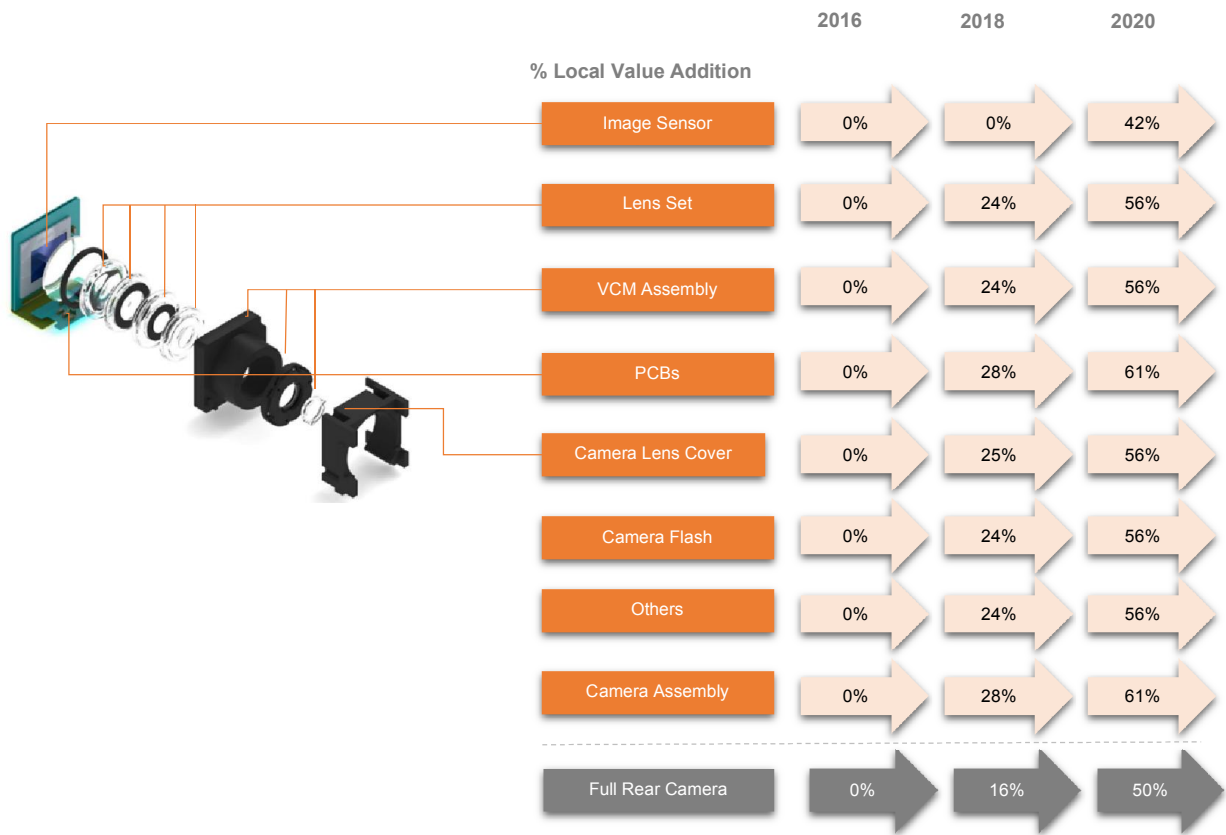 2016 2018 2020
% Local Value Addition
Image Sensor 0% 0% 42%
Lens Set 0% 24% 56%
VCM Assembly 0% 24% 56%
PCBs 0% 28% 61%
Camera Lens Cover 0% 25% 56%
Camera Flash 0% 24% 56%
Others 0% 24% 56%
Camera Assembly 0% 28% 61%
Full Rear Camera 0% 16% 50%